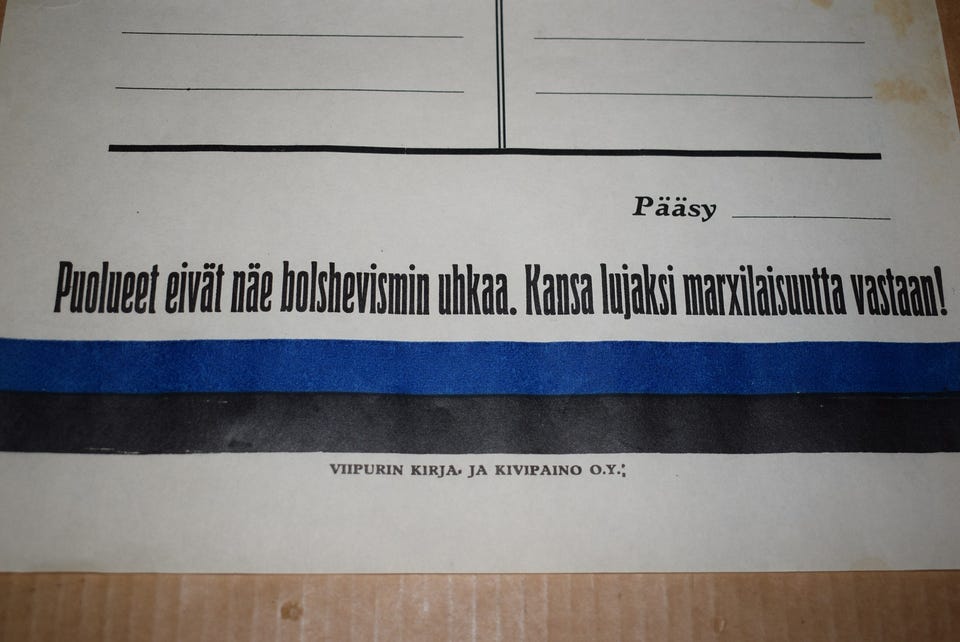 Pääsy
Puolueet eivät näe bolshevismin uhkaa. Kansa lujaksi marxilaisuutta vastaan!
VIIPURIN KIRJA- JA KIVIPAINO O.Y.